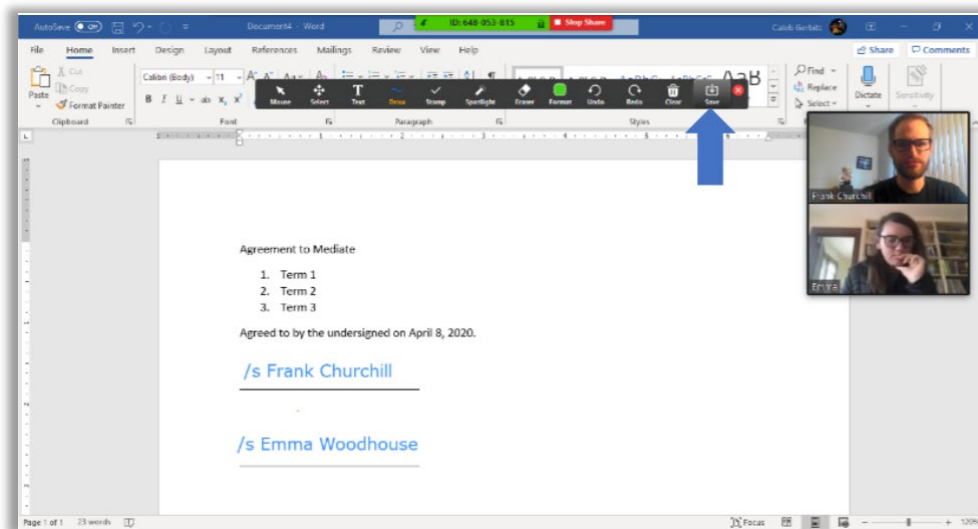 AutoSave Off Document4 - Word ID: 648-053-815 Stop Share Caleb Gerbitz
File Home Insert Design Layout References Mailings Review View Help Share Comments
Paste Cut Copy Format Painter
Calibri (Body) 11
B I U ab
Mouse Select Text Draw Stamp Spotlight Eraser Format Undo Redo Clear Save
Find Replace Select Dictate Sensitivity
Clipboard Font Paragraph Styles
Frank Churchill
Emma
Agreement to Mediate
1. Term 1
2. Term 2
3. Term 3
Agreed to by the undersigned on April 8, 2020.
/s Frank Churchill
/s Emma Woodhouse
Page 1 of 1 23 words Focus